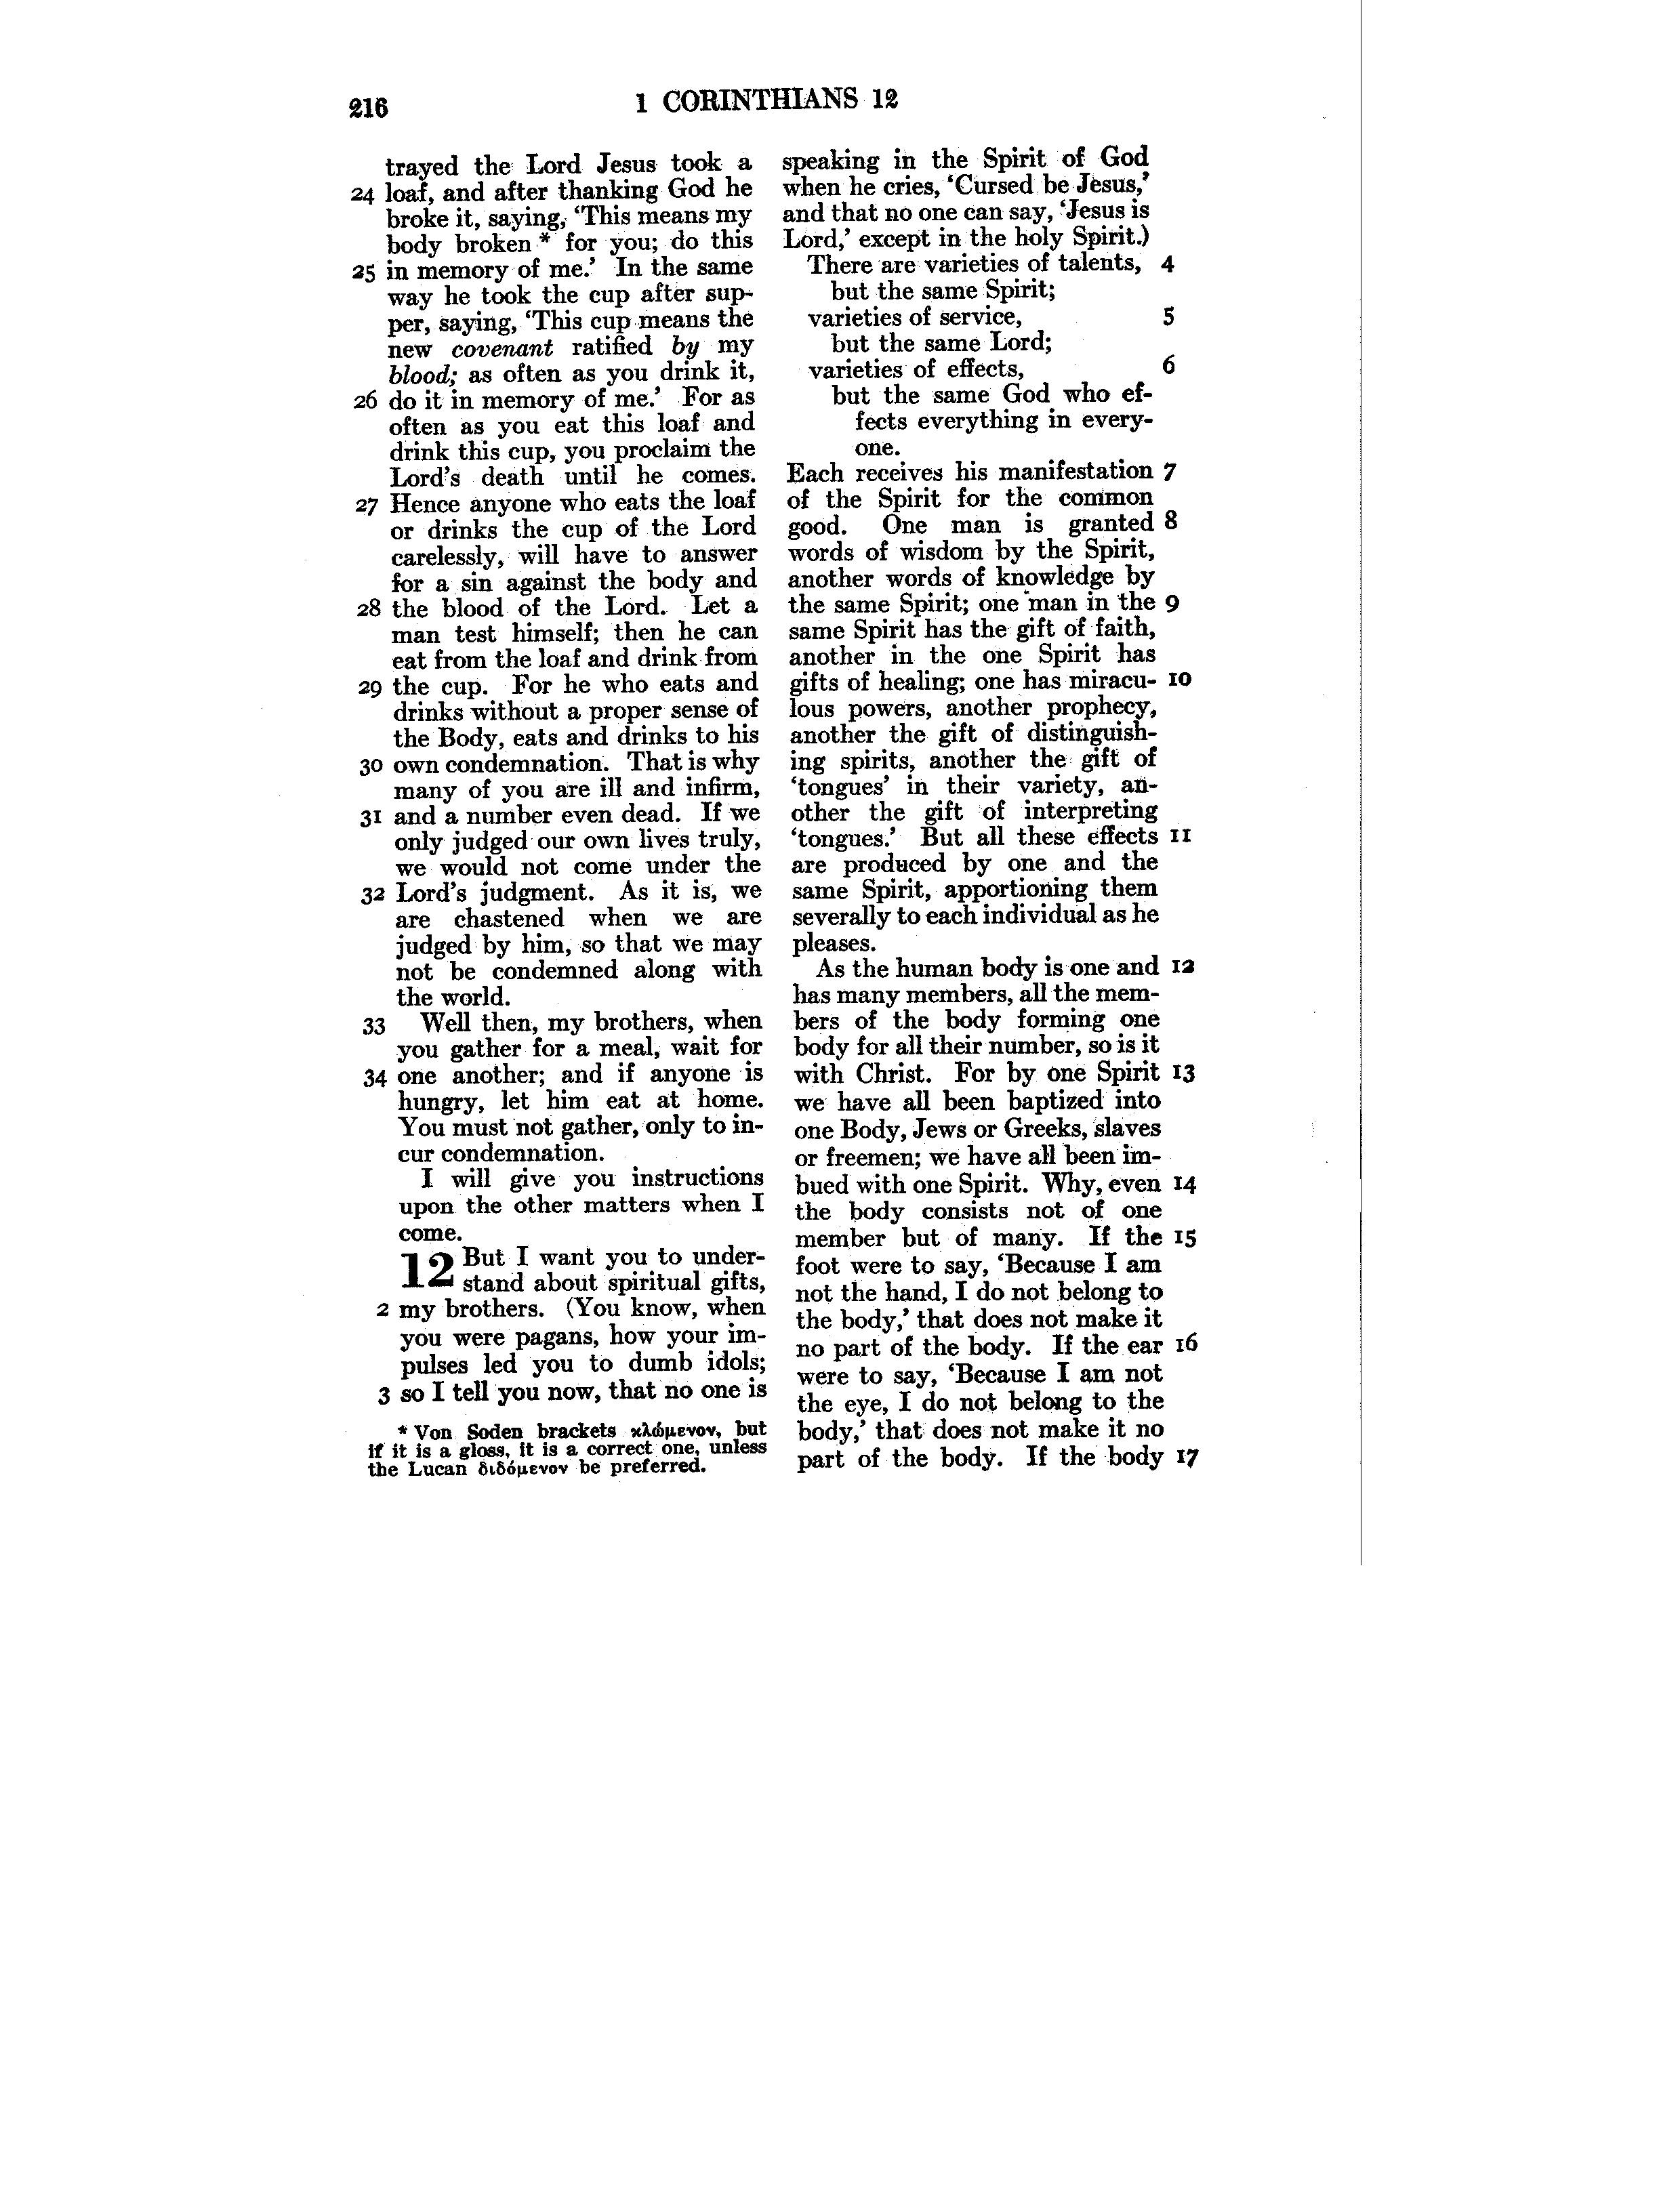 216
1 CORINTHIANS 12
trayed the Lord Jesus took a
24 loaf, and after thanking God he
broke it, saying, ‘This means my
body broken * for you; do this
25 in memory of me.’ In the same
way he took the cup after sup-
per, saying, ‘This cup means the
new covenant ratified by my
blood; as often as you drink it,
26 do it in memory of me.’ For as
often as you eat this loaf and
drink this cup, you proclaim the
Lord’s death until he comes.
27 Hence anyone who eats the loaf
or drinks the cup of the Lord
carelessly, will have to answer
for a sin against the body and
28 the blood of the Lord. Let a
man test himself; then he can
eat from the loaf and drink from
29 the cup. For he who eats and
drinks without a proper sense of
the Body, eats and drinks to his
30 own condemnation. That is why
many of you are ill and infirm,
31 and a number even dead. If we
only judged our own lives truly,
we would not come under the
32 Lord’s judgment. As it is, we
are chastened when we are
judged by him, so that we may
not be condemned along with
the world.
33 Well then, my brothers, when
you gather for a meal, wait for
34 one another; and if anyone is
hungry, let him eat at home.
You must not gather, only to in-
cur condemnation.
I will give you instructions
upon the other matters when I
come.
12 But I want you to under-
stand about spiritual gifts,
2 my brothers. (You know, when
you were pagans, how your im-
pulses led you to dumb idols;
3 so I tell you now, that no one is
* Von Soden brackets κλώμενον, but
if it is a gloss, it is a correct one, unless
the Lucan διδόμενον be preferred.
speaking in the Spirit of God
when he cries, ‘Cursed be Jesus,’
and that no one can say, ‘Jesus is
Lord,’ except in the holy Spirit.)
There are varieties of talents, 4
but the same Spirit;
varieties of service, 5
but the same Lord;
varieties of effects, 6
but the same God who ef-
fects everything in every-
one.
Each receives his manifestation 7
of the Spirit for the common
good. One man is granted 8
words of wisdom by the Spirit,
another words of knowledge by
the same Spirit; one man in the 9
same Spirit has the gift of faith,
another in the one Spirit has
gifts of healing; one has miracu- 10
lous powers, another prophecy,
another the gift of distinguish-
ing spirits, another the gift of
‘tongues’ in their variety, an-
other the gift of interpreting
‘tongues.’ But all these effects 11
are produced by one and the
same Spirit, apportioning them
severally to each individual as he
pleases.
As the human body is one and 12
has many members, all the mem-
bers of the body forming one
body for all their number, so is it
with Christ. For by one Spirit 13
we have all been baptized into
one Body, Jews or Greeks, slaves
or freemen; we have all been im-
bued with one Spirit. Why, even 14
the body consists not of one
member but of many. If the 15
foot were to say, ‘Because I am
not the hand, I do not belong to
the body,’ that does not make it
no part of the body. If the ear 16
were to say, ‘Because I am not
the eye, I do not belong to the
body,’ that does not make it no
part of the body. If the body 17